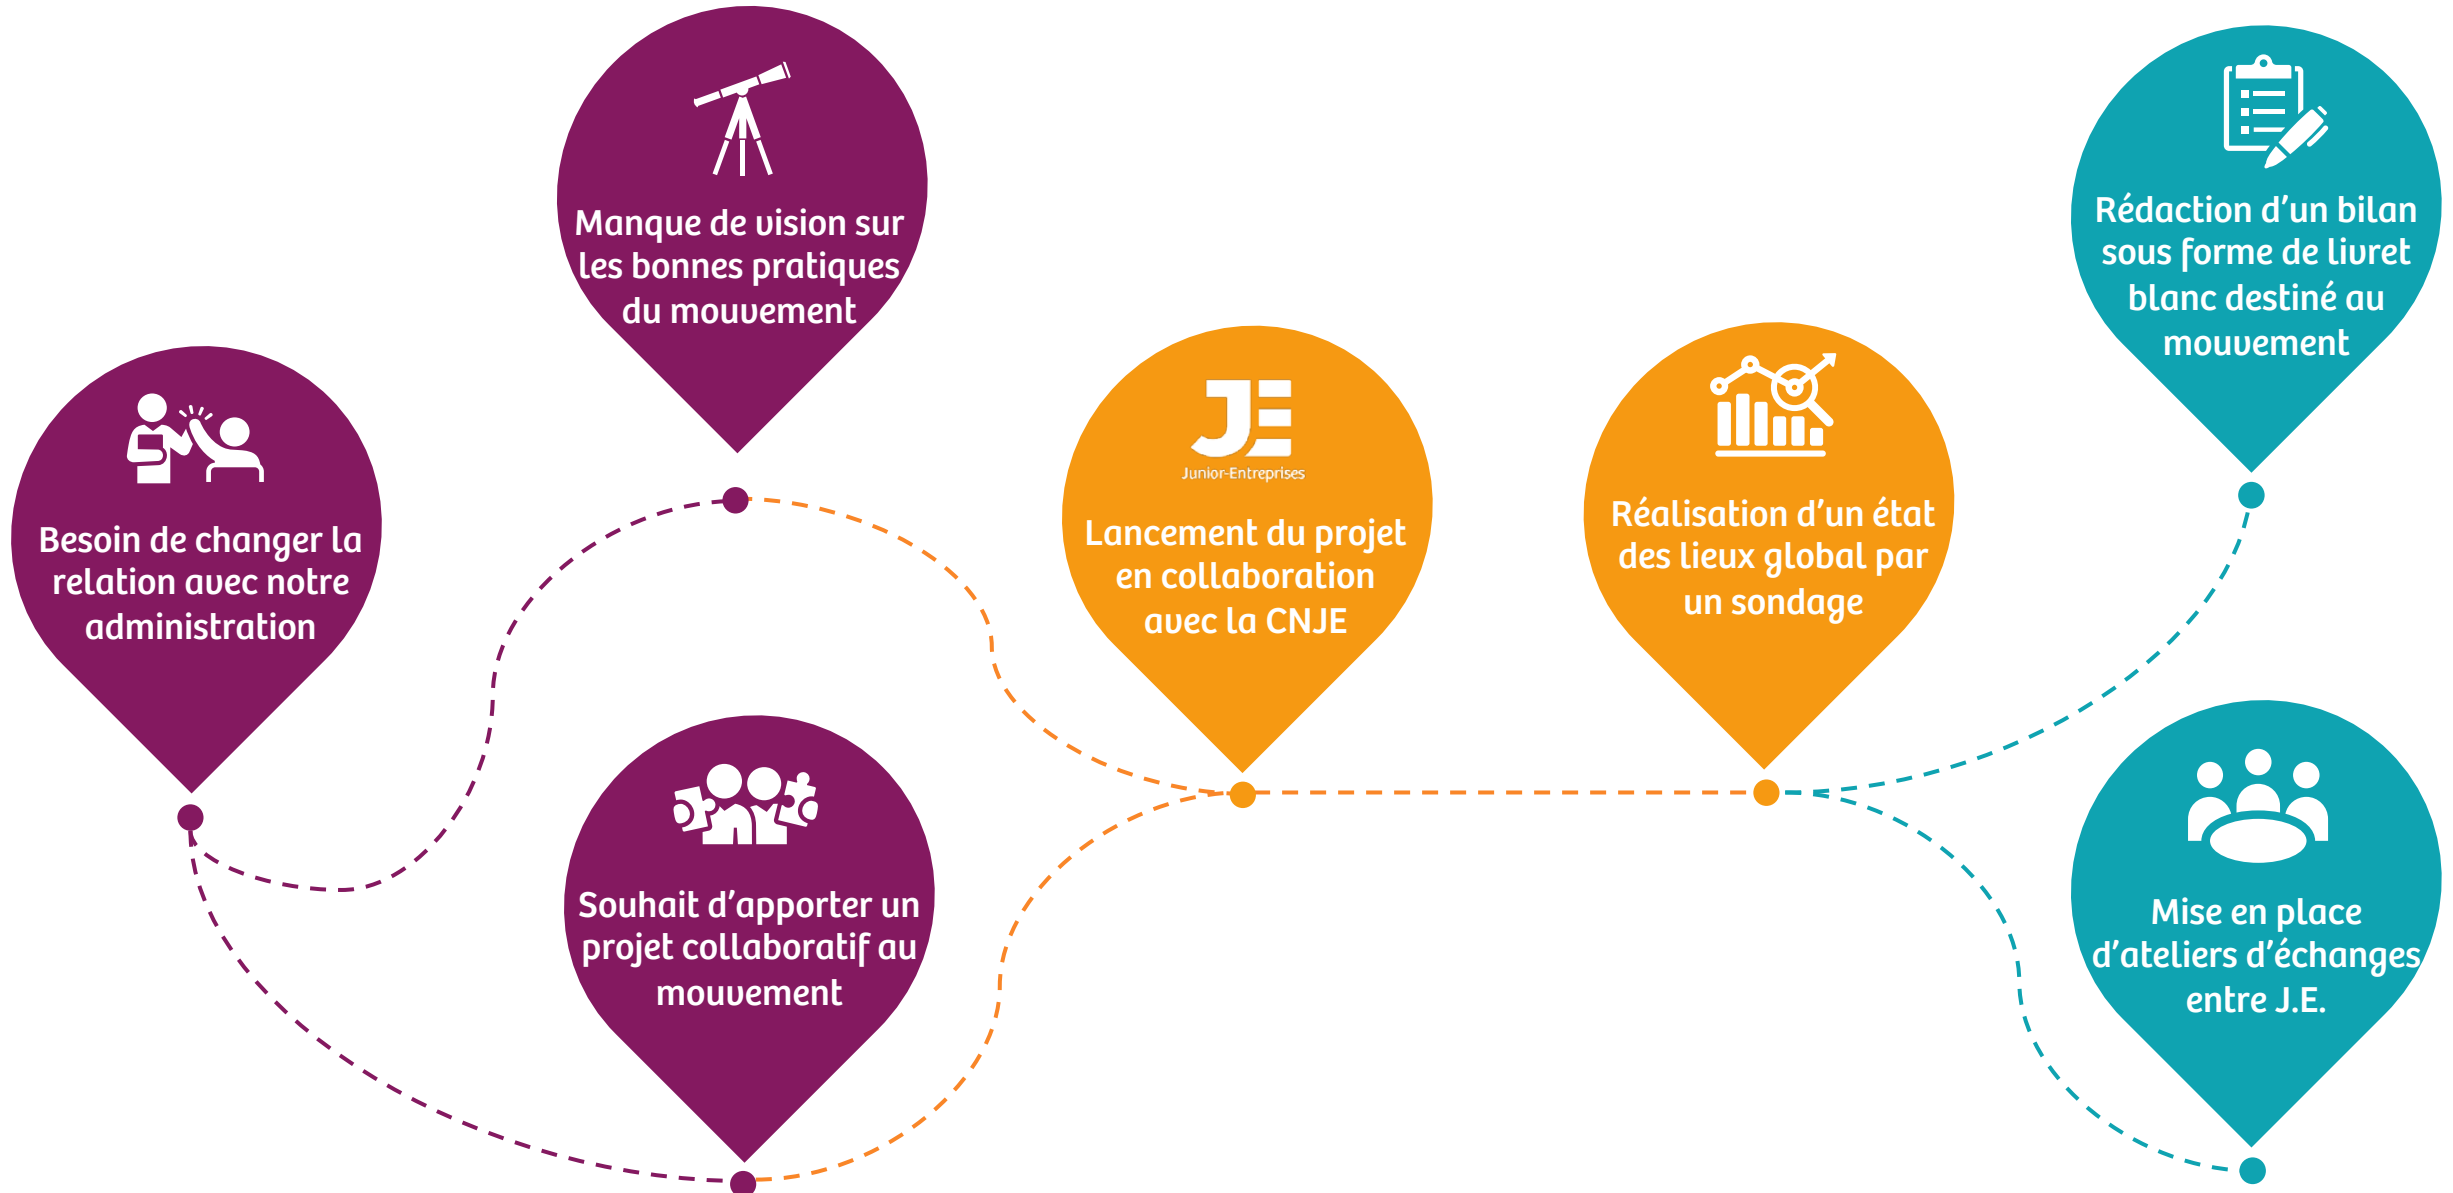 Besoin de changer la
relation avec notre
administration
Manque de vision sur
les bonnes pratiques
du mouvement
Souhait d'apporter un
projet collaboratif au
mouvement
JE
Junior-Entreprises
Lancement du projet
en collaboration
avec la CNJE
Réalisation d'un état
des lieux global par
un sondage
Rédaction d'un bilan
sous forme de livret
blanc destiné au
mouvement
Mise en place
d'ateliers d'échanges
entre J.E.